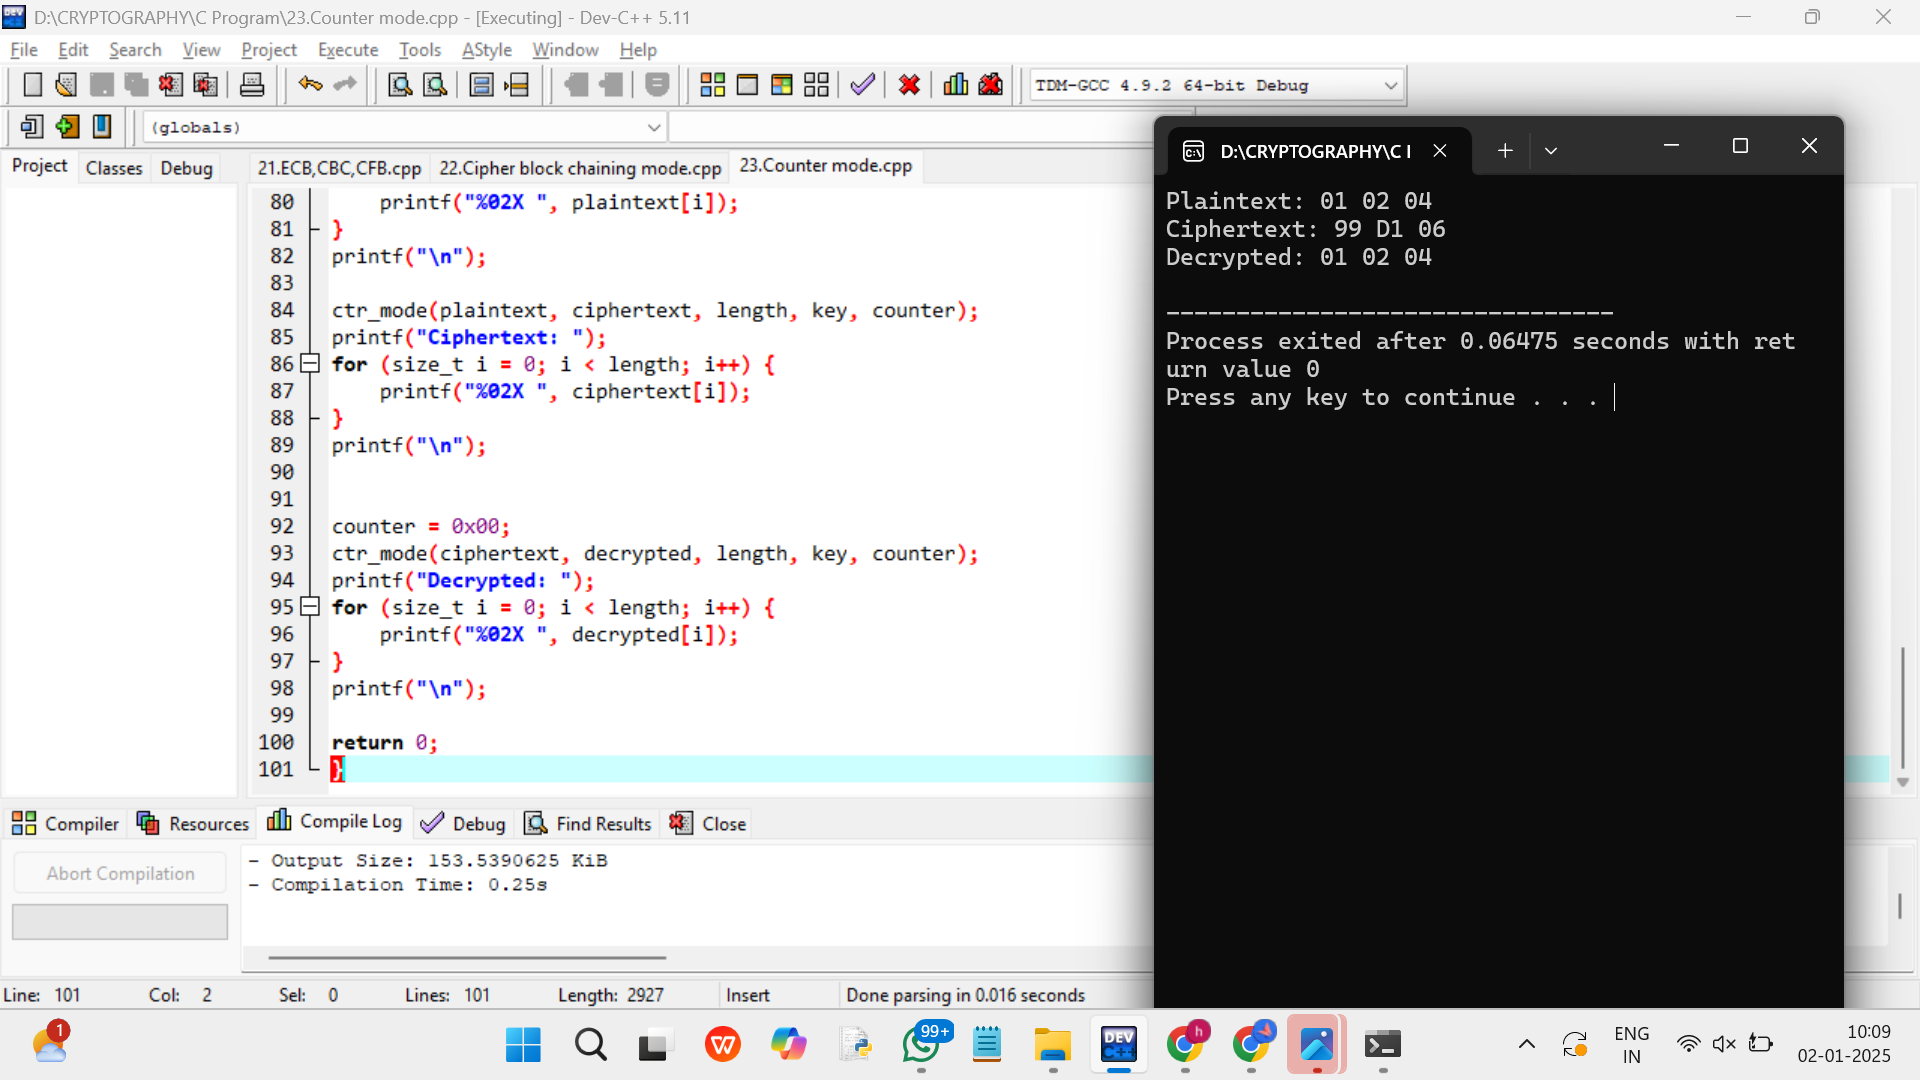 D:\CRYPTOGRAPHY\C Program\23.Counter mode.cpp - [Executing] - Dev-C++ 5.11
File Edit Search View Project Execute Tools AStyle Window Help
TDM-GCC 4.9.2 64-bit Debug
(globals)
Project Classes Debug
21.ECB,CBC,CFB.cpp 22.Cipher block chaining mode.cpp 23.Counter mode.cpp
80 printf("%02X ", plaintext[i]);
81 }
82 printf("\n");
83
84 ctr_mode(plaintext, ciphertext, length, key, counter);
85 printf("Ciphertext: ");
86 for (size_t i = 0; i < length; i++) {
87 printf("%02X ", ciphertext[i]);
88 }
89 printf("\n");
90
91
92 counter = 0x00;
93 ctr_mode(ciphertext, decrypted, length, key, counter);
94 printf("Decrypted: ");
95 for (size_t i = 0; i < length; i++) {
96 printf("%02X ", decrypted[i]);
97 }
98 printf("\n");
99
100 return 0;
101 }
D:\CRYPTOGRAPHY\C
Plaintext: 01 02 04
Ciphertext: 99 D1 06
Decrypted: 01 02 04
--------------------------------
Process exited after 0.06475 seconds with ret
urn value 0
Press any key to continue . . .
Compiler Resources Compile Log Debug Find Results Close
Abort Compilation
- Output Size: 153.5390625 KiB
- Compilation Time: 0.25s
Line: 101 Col: 2 Sel: 0 Lines: 101 Length: 2927 Insert Done parsing in 0.016 seconds
1
99+
DEV
C++
h
ENG
IN
10:09
02-01-2025